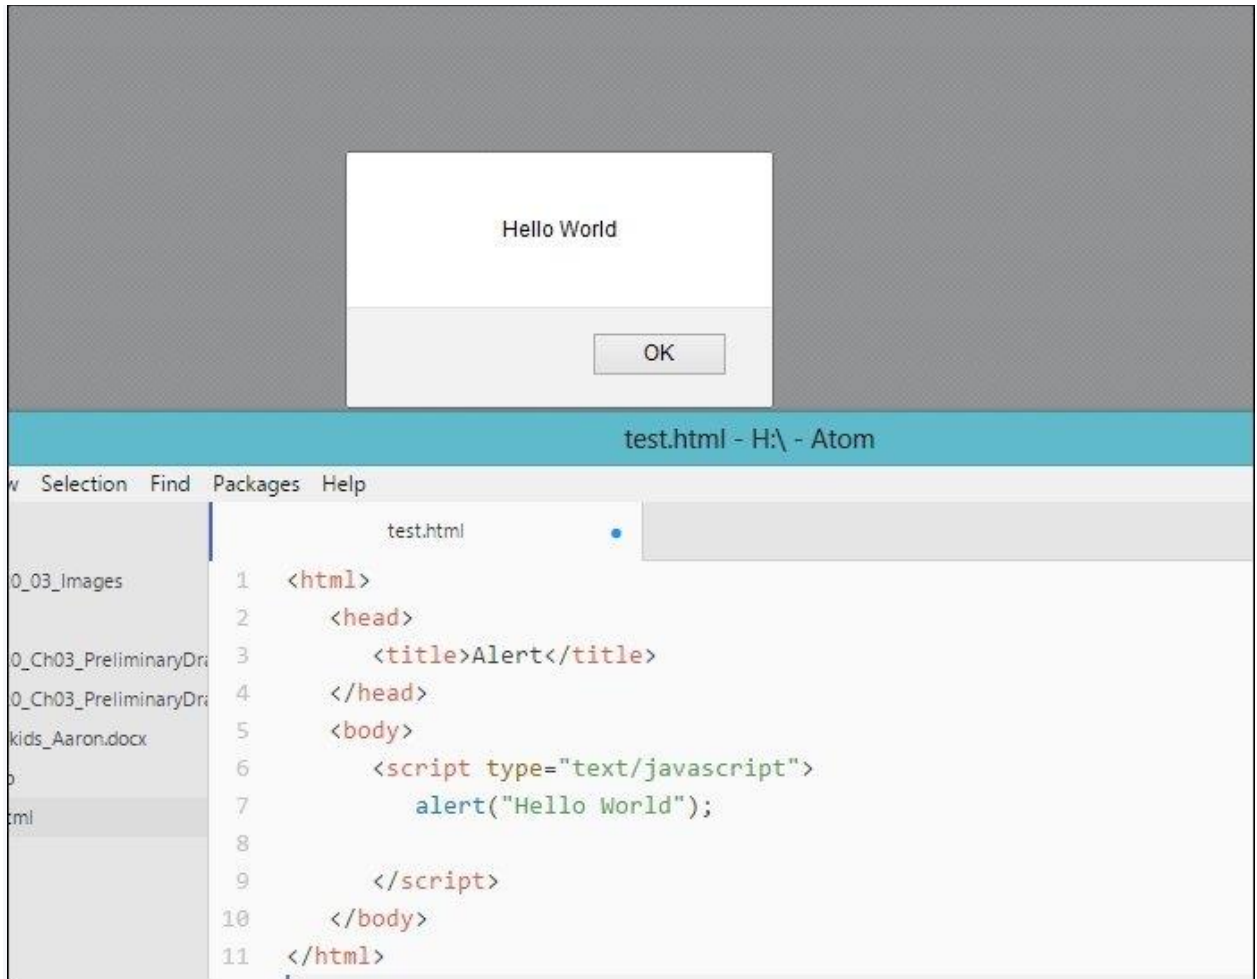 Hello World
OK
test.html - H:\ - Atom
w Selection Find Packages Help
test.html
0_03_Images
0_Ch03_PreliminaryDra
0_Ch03_PreliminaryDra
kids_Aaron.docx
tml
1 <html>
2 <head>
3 <title>Alert</title>
4 </head>
5 <body>
6 <script type="text/javascript">
7 alert("Hello World");
8
9 </script>
10 </body>
11 </html>